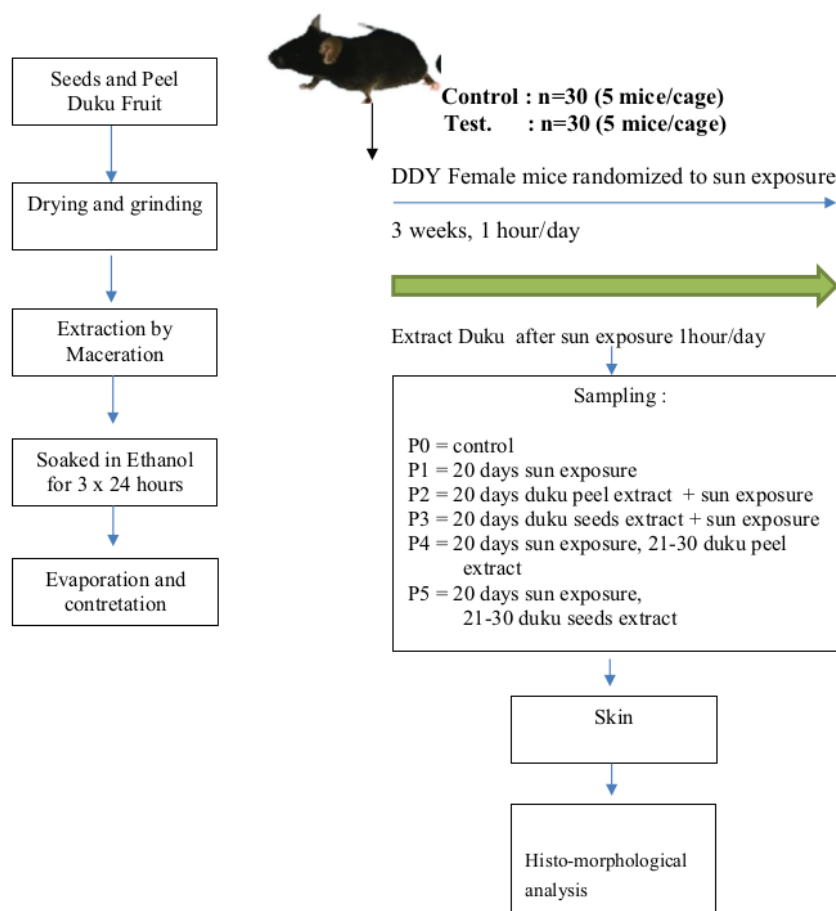 Seeds and Peel
Duku Fruit
Drying and grinding
Extraction by
Maceration
Soaked in Ethanol
for 3 x 24 hours
Evaporation and
contretation
Control : n=30 (5 mice/cage)
Test. : n=30 (5 mice/cage)
DDY Female mice randomized to sun exposure
3 weeks, 1 hour/day
Extract Duku after sun exposure 1hour/day
Sampling :
P0 = control
P1 = 20 days sun exposure
P2 = 20 days duku peel extract + sun exposure
P3 = 20 days duku seeds extract + sun exposure
P4 = 20 days sun exposure, 21-30 duku peel
extract
P5 = 20 days sun exposure,
21-30 duku seeds extract
Skin
Histo-morphological
analysis